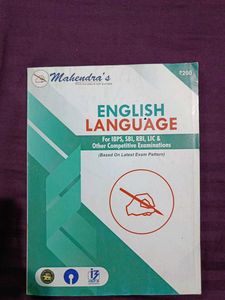 Mahendra's
₹200
ENGLISH
LANGUAGE
For IBPS, SBI, RBI, LIC &
Other Competitive Examinations
(Based On Latest Exam Pattern)